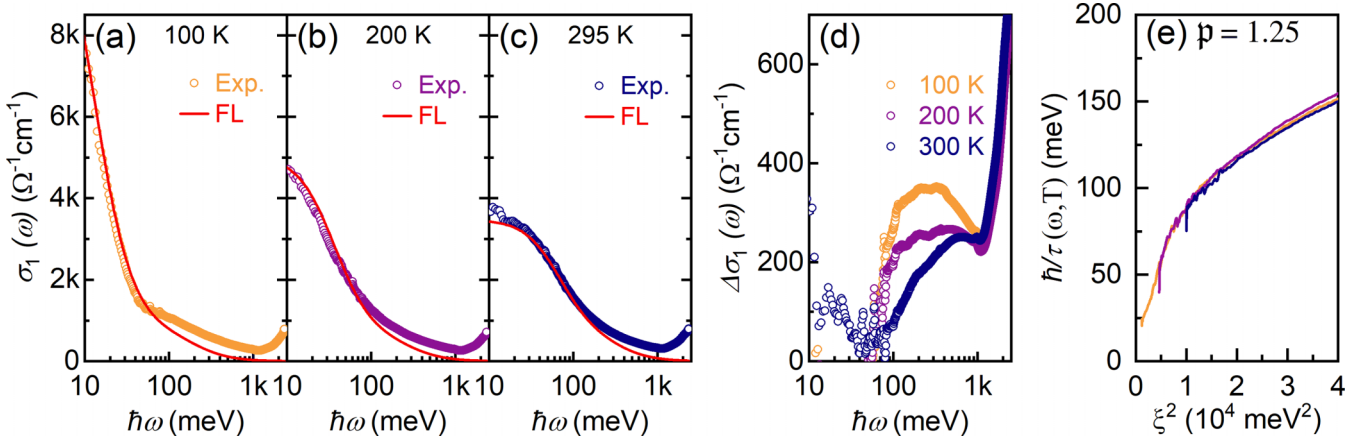 (a) 100 K
Exp.
FL
(b) 200 K
Exp.
FL
(c) 295 K
Exp.
FL
(d)
100 K
200 K
300 K
(e) 𝔭 = 1.25
8k
6k
4k
2k
0
σ₁ (ω) (Ω⁻¹cm⁻¹)
10 100 1k 10 100 1k 10 100 1k
ħω (meV) ħω (meV) ħω (meV)
600
400
200
0
Δσ₁ (ω) (Ω⁻¹cm⁻¹)
10 100 1k
ħω (meV)
200
150
100
50
0
ħ/τ (ω,T) (meV)
0 1 2 3 4
ξ² (10⁴ meV²)